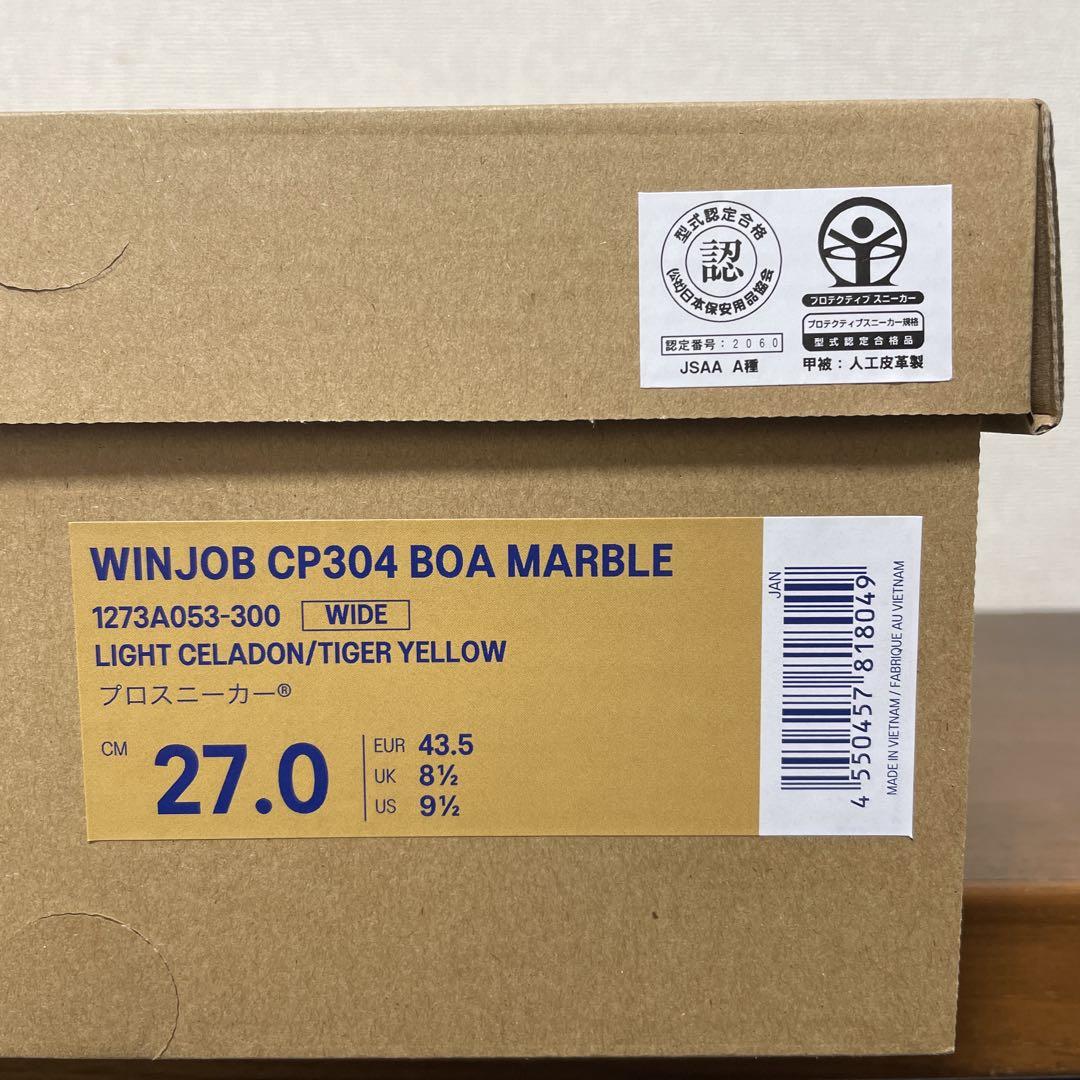 型式認定合格
認
(公社)日本保安用品協会
認定番号：2060
JSAA A種
プロテクティブ スニーカー
プロテクティブスニーカー規格
型式認定合格品
甲被：人工皮革製
WINJOB CP304 BOA MARBLE
1273A053-300 WIDE
LIGHT CELADON/TIGER YELLOW
プロスニーカー®
CM 27.0
EUR 43.5
UK 8½
US 9½
JAN
4 550457 818049
MADE IN VIETNAM / FABRIQUE AU VIETNAM